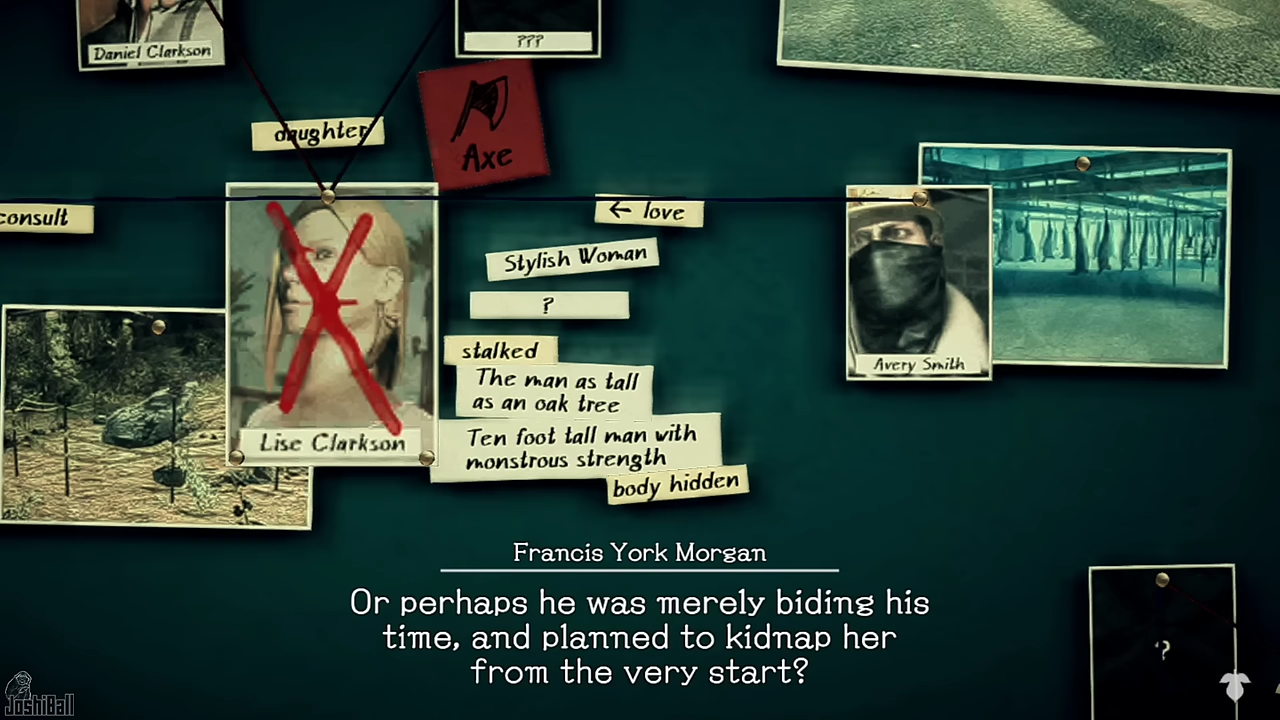 Daniel Clarkson
???
daughter
Axe
consult
← love
Stylish Woman
?
stalked
The man as tall
as an oak tree
Ten foot tall man with
monstrous strength
body hidden
Lise Clarkson
Avery Smith
?
Francis York Morgan
Or perhaps he was merely biding his
time, and planned to kidnap her
from the very start?
JoshiBall